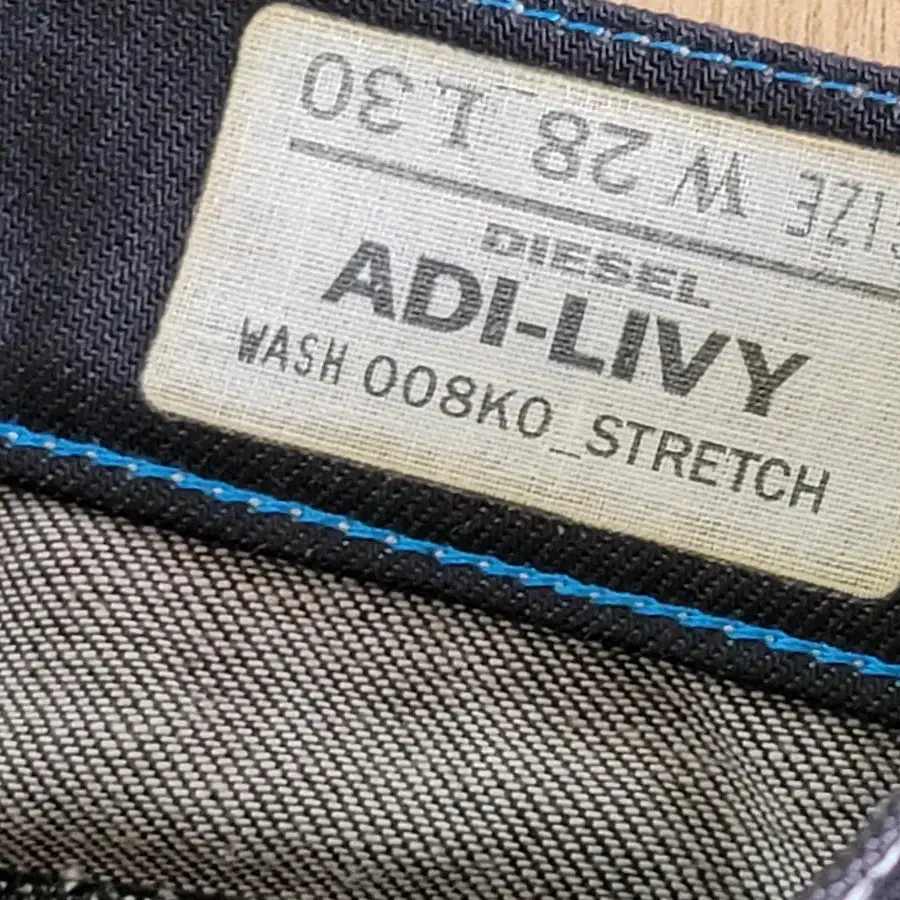 SIZE W 28 L 30
DIESEL
ADI-LIVY
WASH 008K0_STRETCH